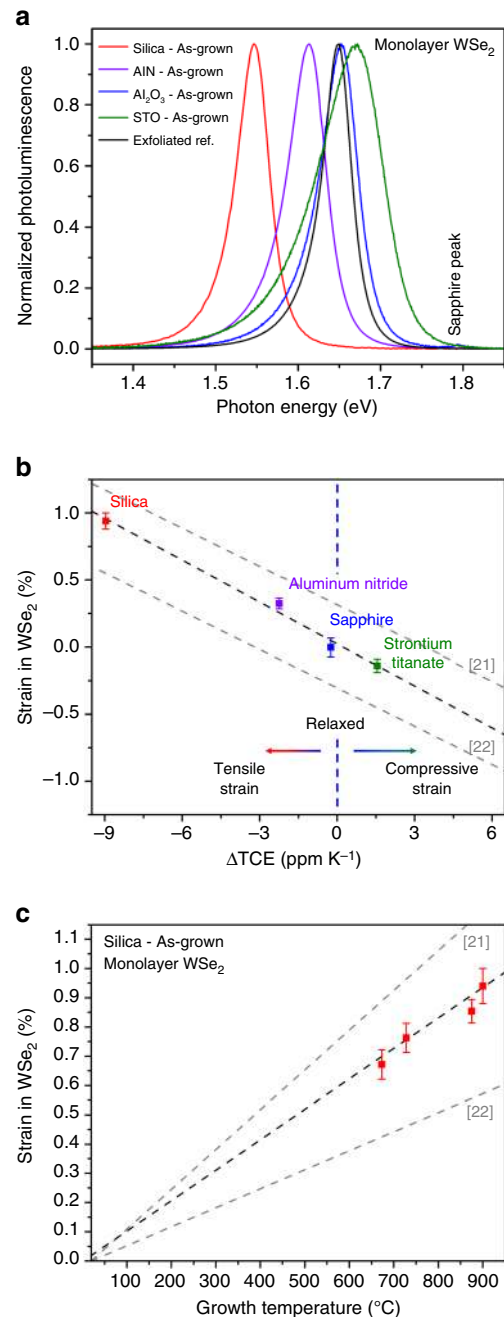 a
Silica - As-grown
AlN - As-grown
Al₂O₃ - As-grown
STO - As-grown
Exfoliated ref.
Monolayer WSe₂
Sapphire peak
Normalized photoluminescence
1.0
0.8
0.6
0.4
0.2
0.0
1.4 1.5 1.6 1.7 1.8
Photon energy (eV)
b
Silica
Aluminum nitride
Sapphire
Strontium
titanate
[21]
[22]
Relaxed
Tensile
strain
Compressive
strain
Strain in WSe₂ (%)
1.0
0.5
0.0
−0.5
−1.0
−9 −6 −3 0 3 6
ΔTCE (ppm K⁻¹)
c
Silica - As-grown
Monolayer WSe₂
[21]
[22]
Strain in WSe₂ (%)
1.1
1.0
0.9
0.8
0.7
0.6
0.5
0.4
0.3
0.2
0.1
0.0
100 200 300 400 500 600 700 800 900
Growth temperature (°C)